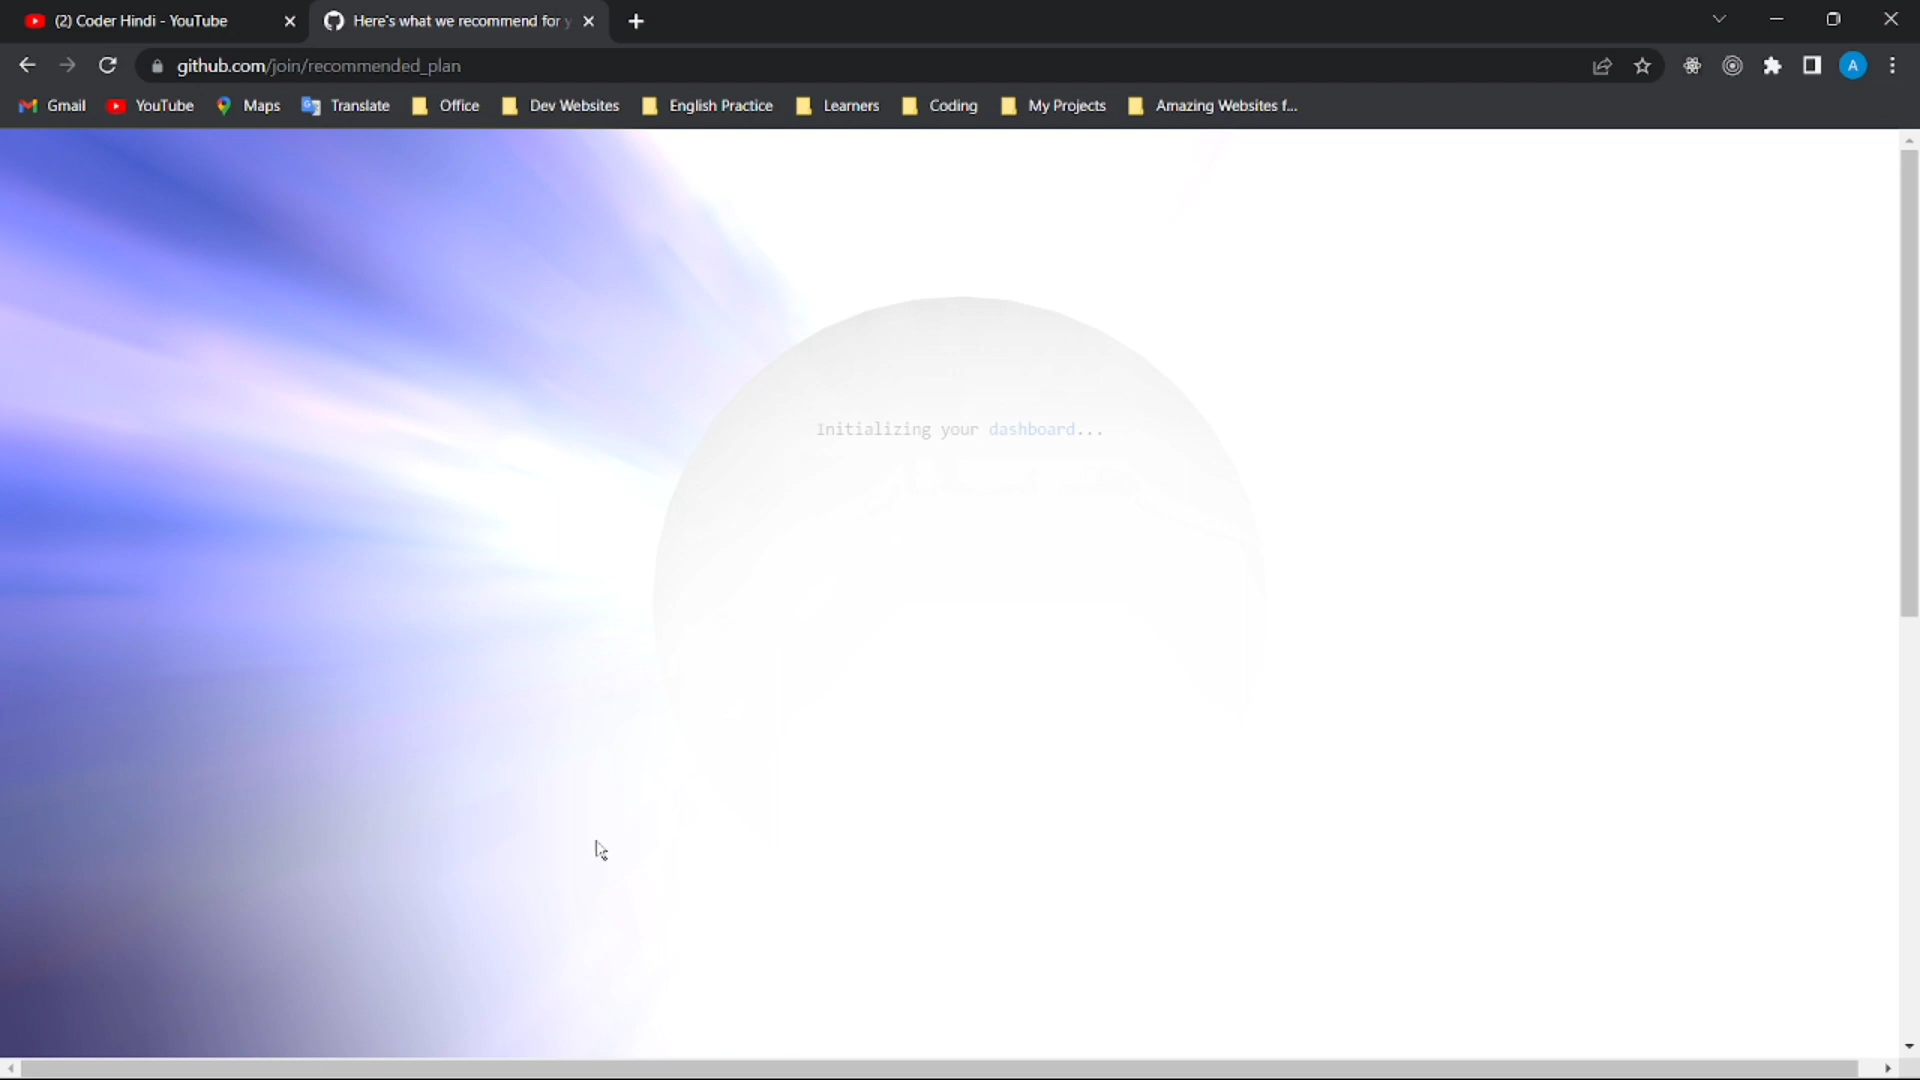 (2) Coder Hindi - YouTube
Here's what we recommend for y
github.com/join/recommended_plan
A
Gmail
YouTube
Maps
Translate
Office
Dev Websites
English Practice
Learners
Coding
My Projects
Amazing Websites f...
Initializing your dashboard...